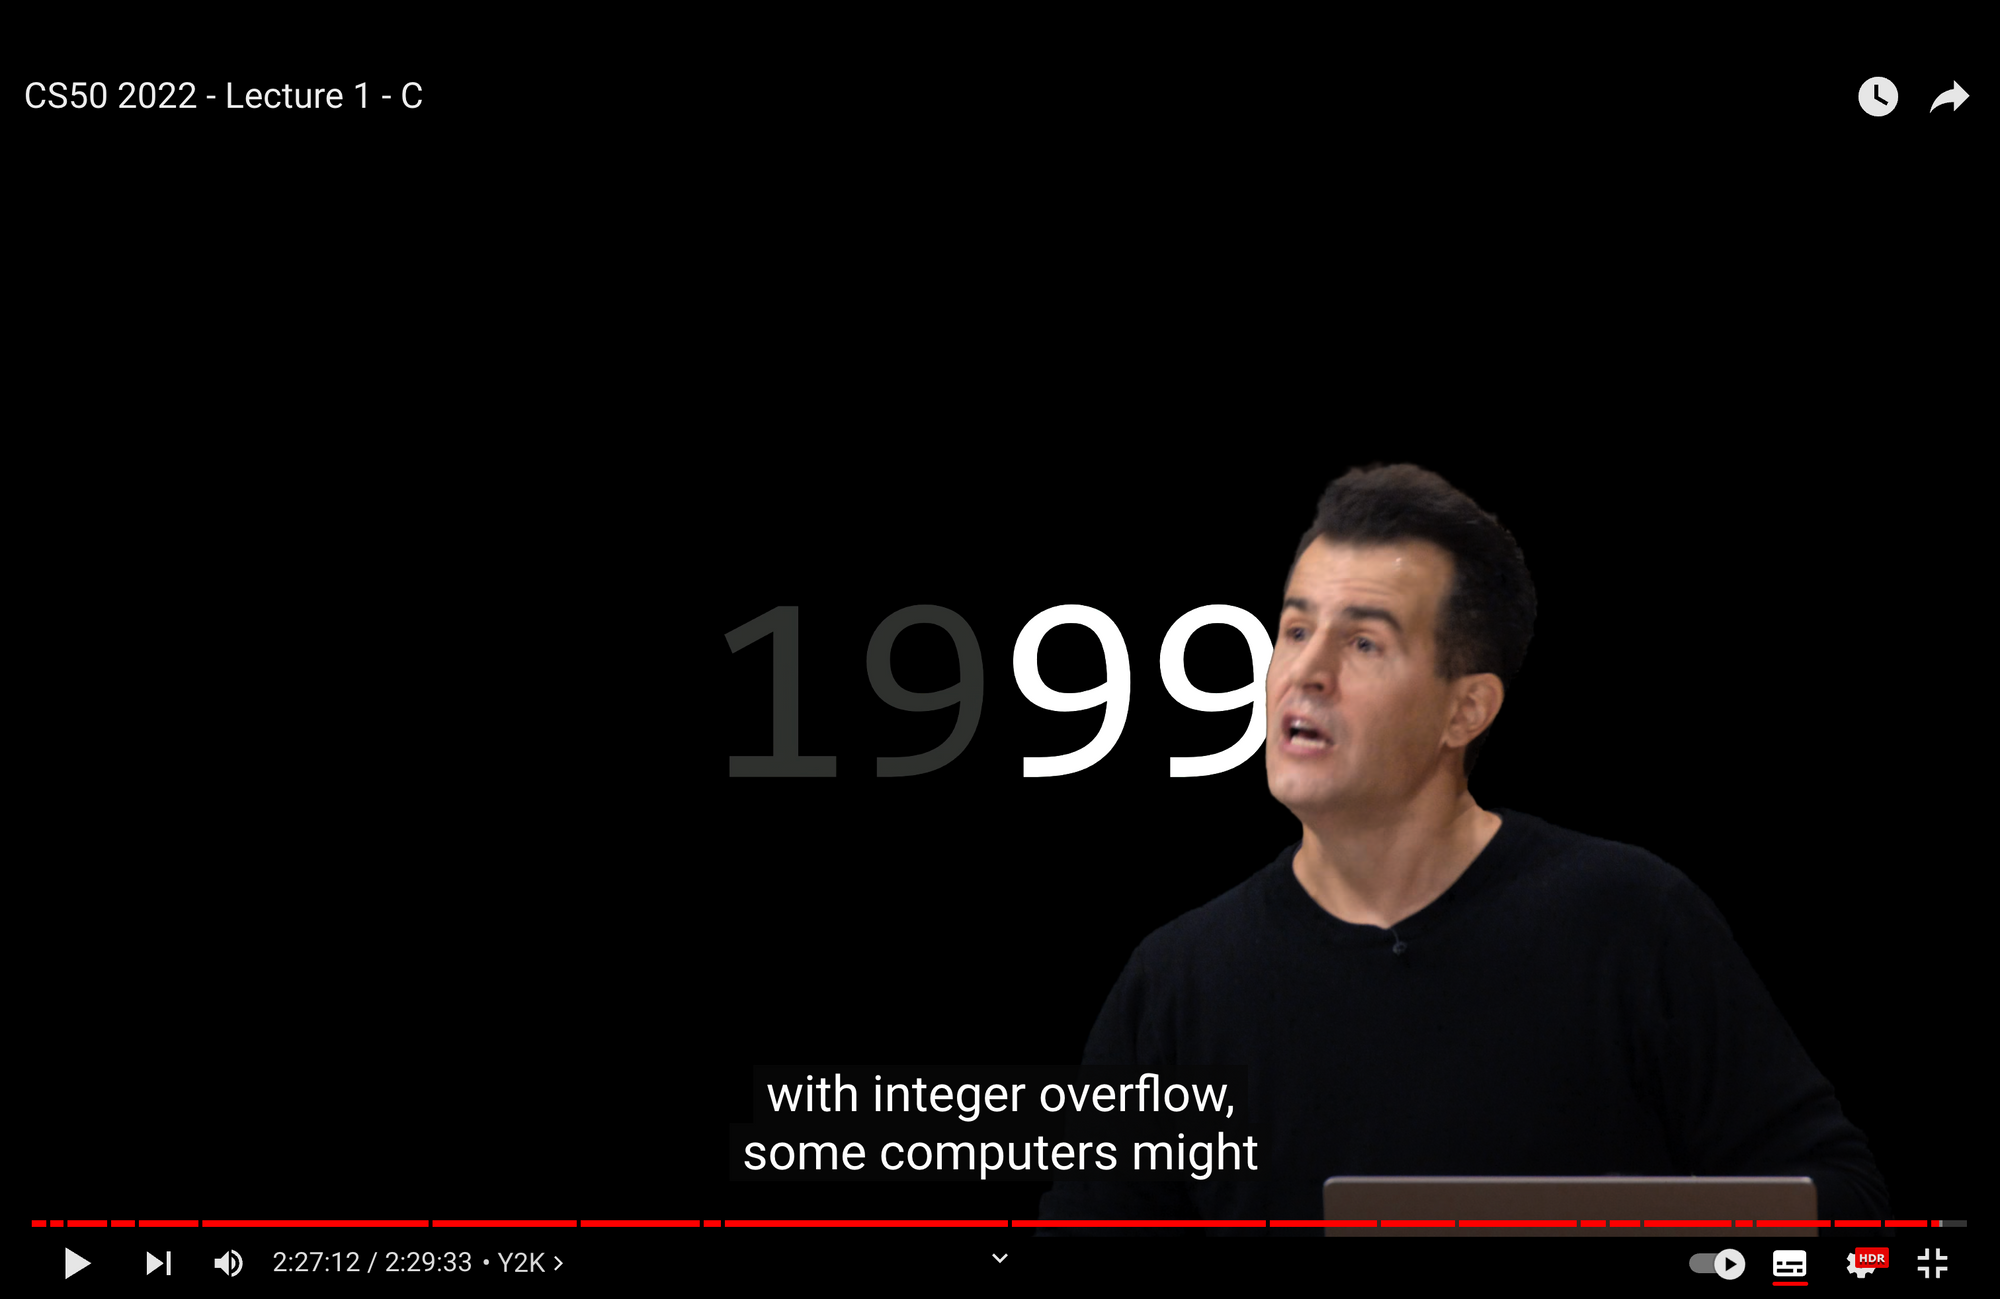 CS50 2022 - Lecture 1 - C
1999
with integer overflow,
some computers might
2:27:12 / 2:29:33 • Y2K
HDR